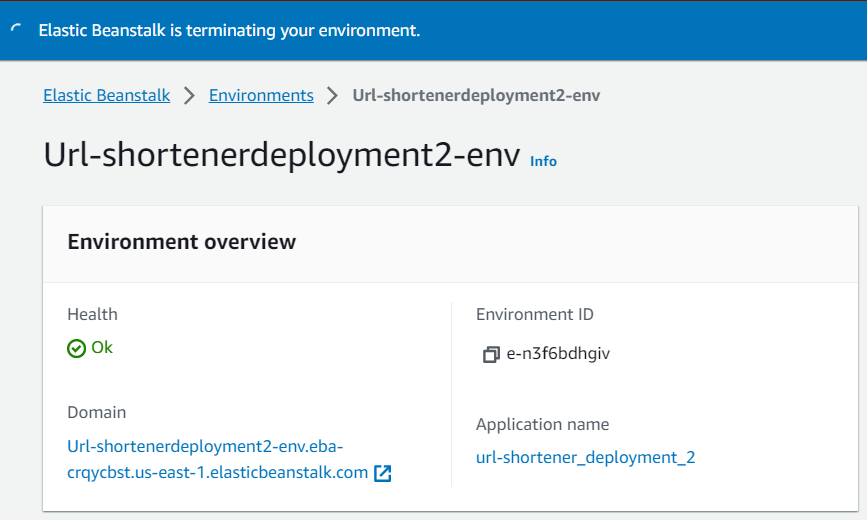 Elastic Beanstalk is terminating your environment.
Elastic Beanstalk > Environments > Url-shortenerdeployment2-env
Url-shortenerdeployment2-env Info
Environment overview
Health
Ok
Domain
Url-shortenerdeployment2-env.eba-
crqycbst.us-east-1.elasticbeanstalk.com
Environment ID
e-n3f6bdhgiv
Application name
url-shortener_deployment_2